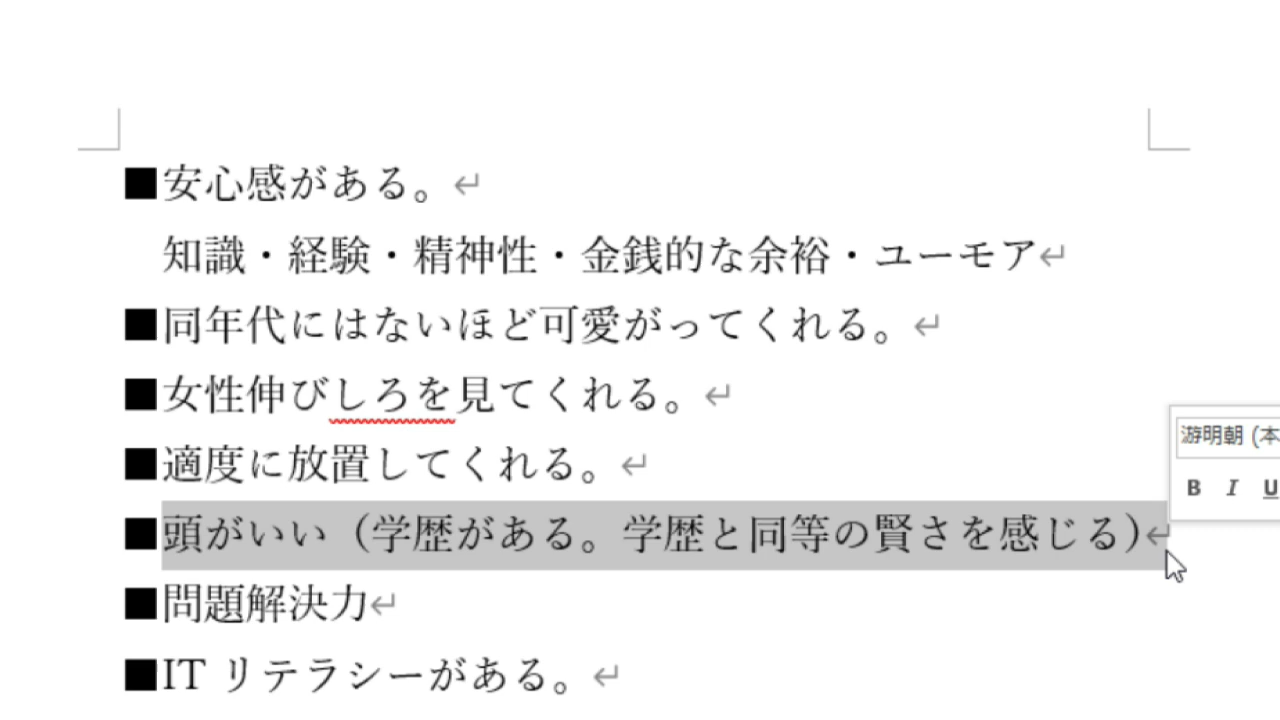 ■安心感がある。
知識・経験・精神性・金銭的な余裕・ユーモア
■同年代にはないほど可愛がってくれる。
■女性伸びしろを見てくれる。
■適度に放置してくれる。
游明朝 (本
B I U
■頭がいい（学歴がある。学歴と同等の賢さを感じる）
■問題解決力
■IT リテラシーがある。